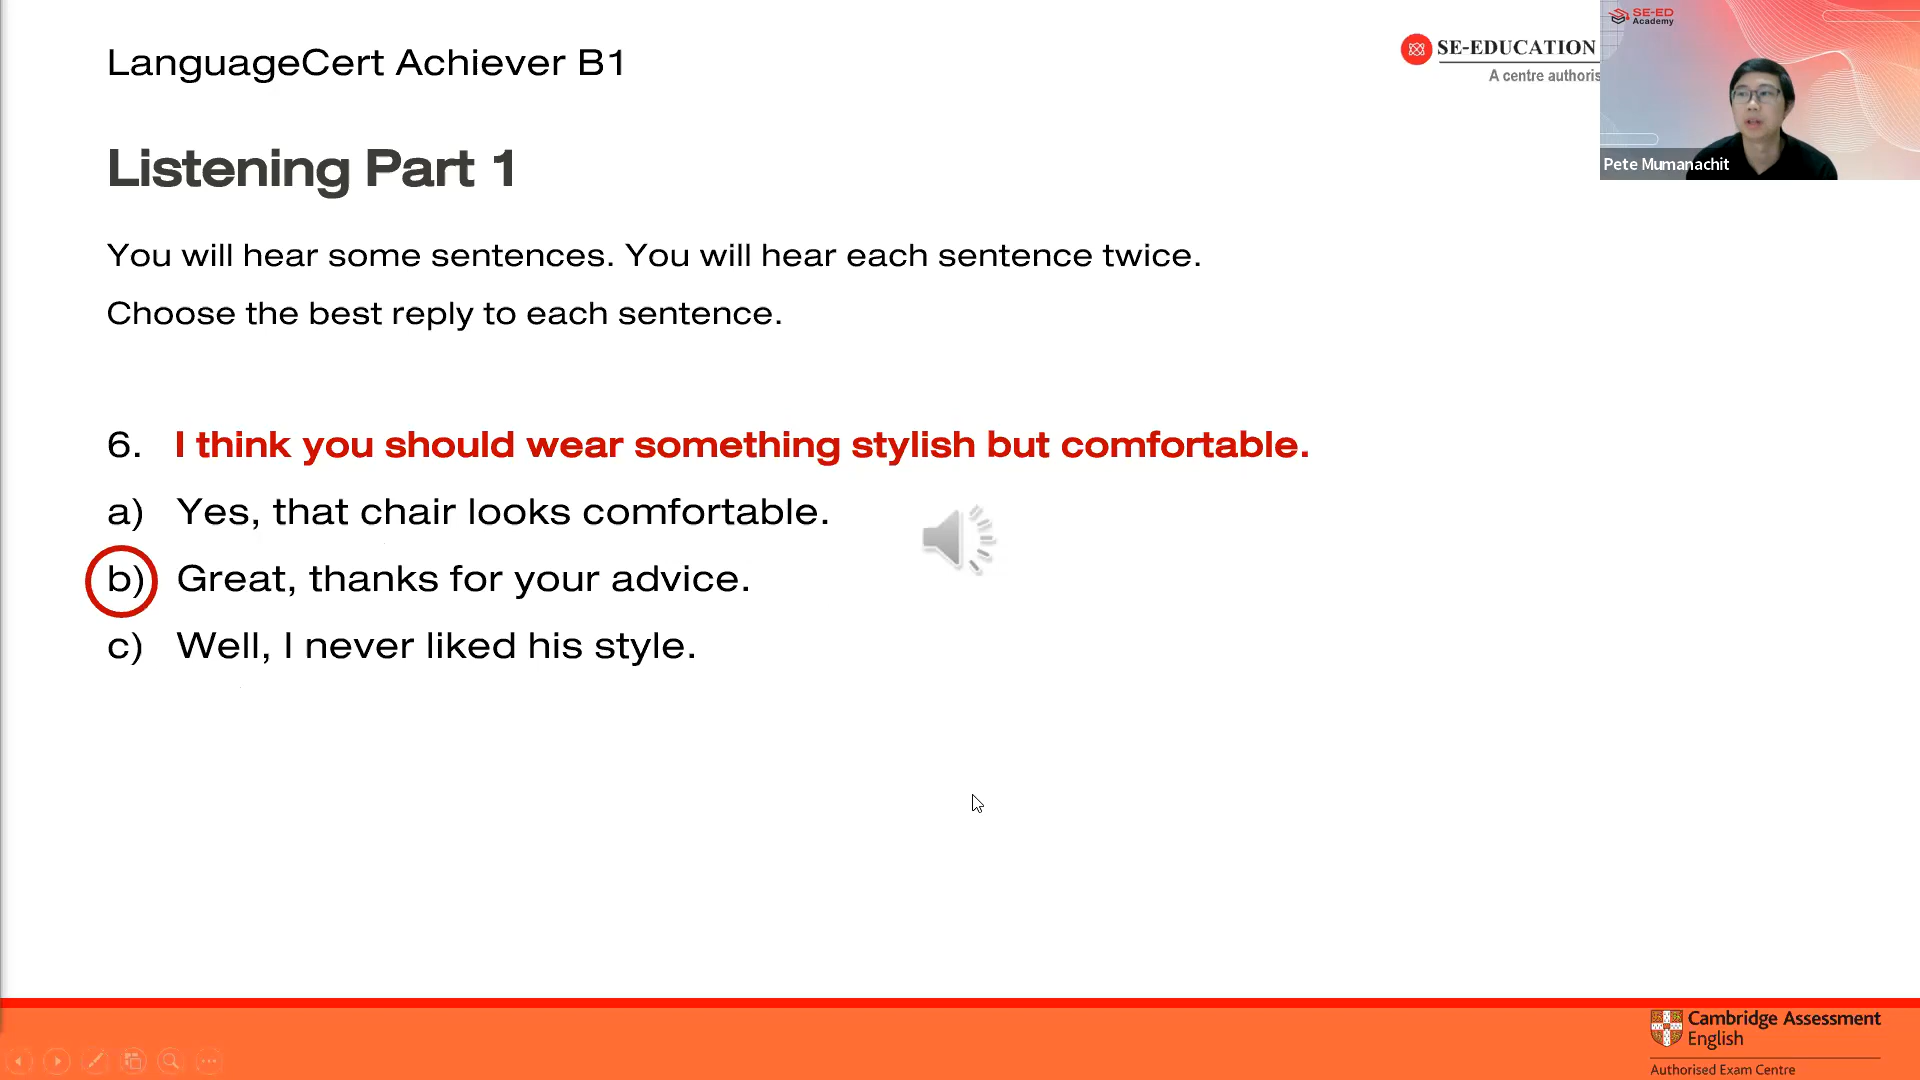 LanguageCert Achiever B1
SE-EDUCATION
A centre authoris
SE-ED
Academy
Pete Mumanachit
Listening Part 1
You will hear some sentences. You will hear each sentence twice.
Choose the best reply to each sentence.
6. I think you should wear something stylish but comfortable.
a) Yes, that chair looks comfortable.
b) Great, thanks for your advice.
c) Well, I never liked his style.
Cambridge Assessment
English
Authorised Exam Centre